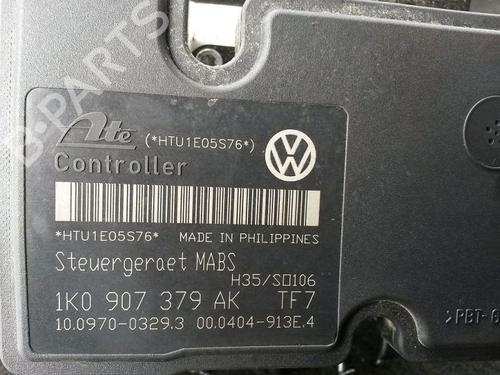 Ate (*HTU1E05S76*)
Controller
*HTU1E05S76* MADE IN PHILIPPINES
Steuergeraet MABS
H35/S□106
1K0 907 379 AK TF7
10.0970-0329.3 00.0404-913E.4
>PBT-G
B-PARTS